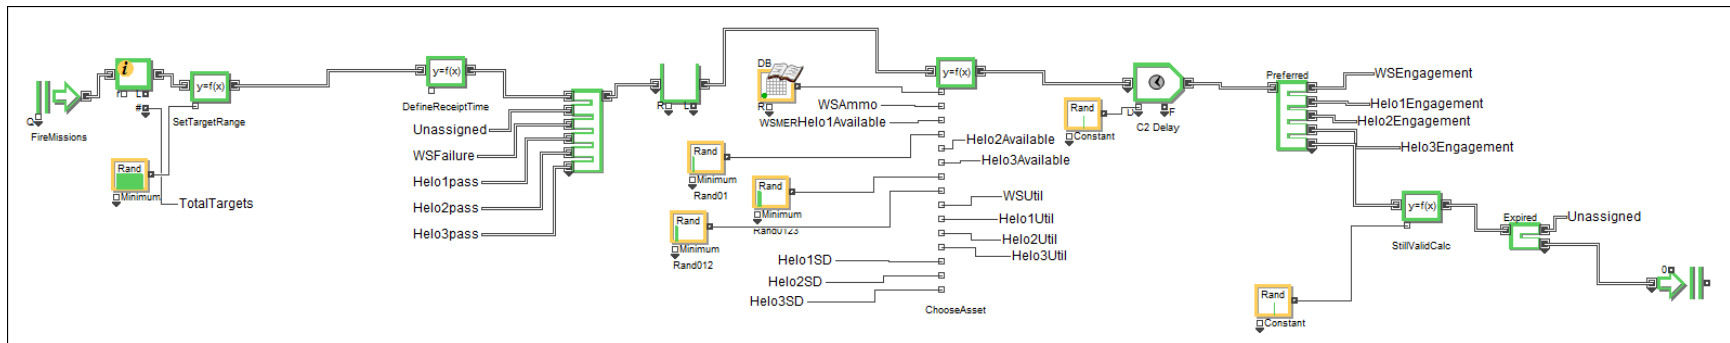 Q
FireMissions
i
r L
#
y=f(x)
SetTargetRange
Rand
Minimum
TotalTargets
y=f(x)
DefineReceiptTime
Unassigned
WSFailure
Helo1pass
Helo2pass
Helo3pass
R L
DB
R
WSMER
WSAmmo
Helo1Available
Rand
Minimum
Rand01
Rand
Minimum
Rand0123
Rand
Minimum
Rand012
Helo1SD
Helo2SD
Helo3SD
y=f(x)
Helo2Available
Helo3Available
WSUtil
Helo1Util
Helo2Util
Helo3Util
ChooseAsset
Rand
Constant
D F
C2 Delay
Preferred
WSEngagement
Helo1Engagement
Helo2Engagement
Helo3Engagement
y=f(x)
StillValidCalc
Rand
Constant
Expired
Unassigned
0